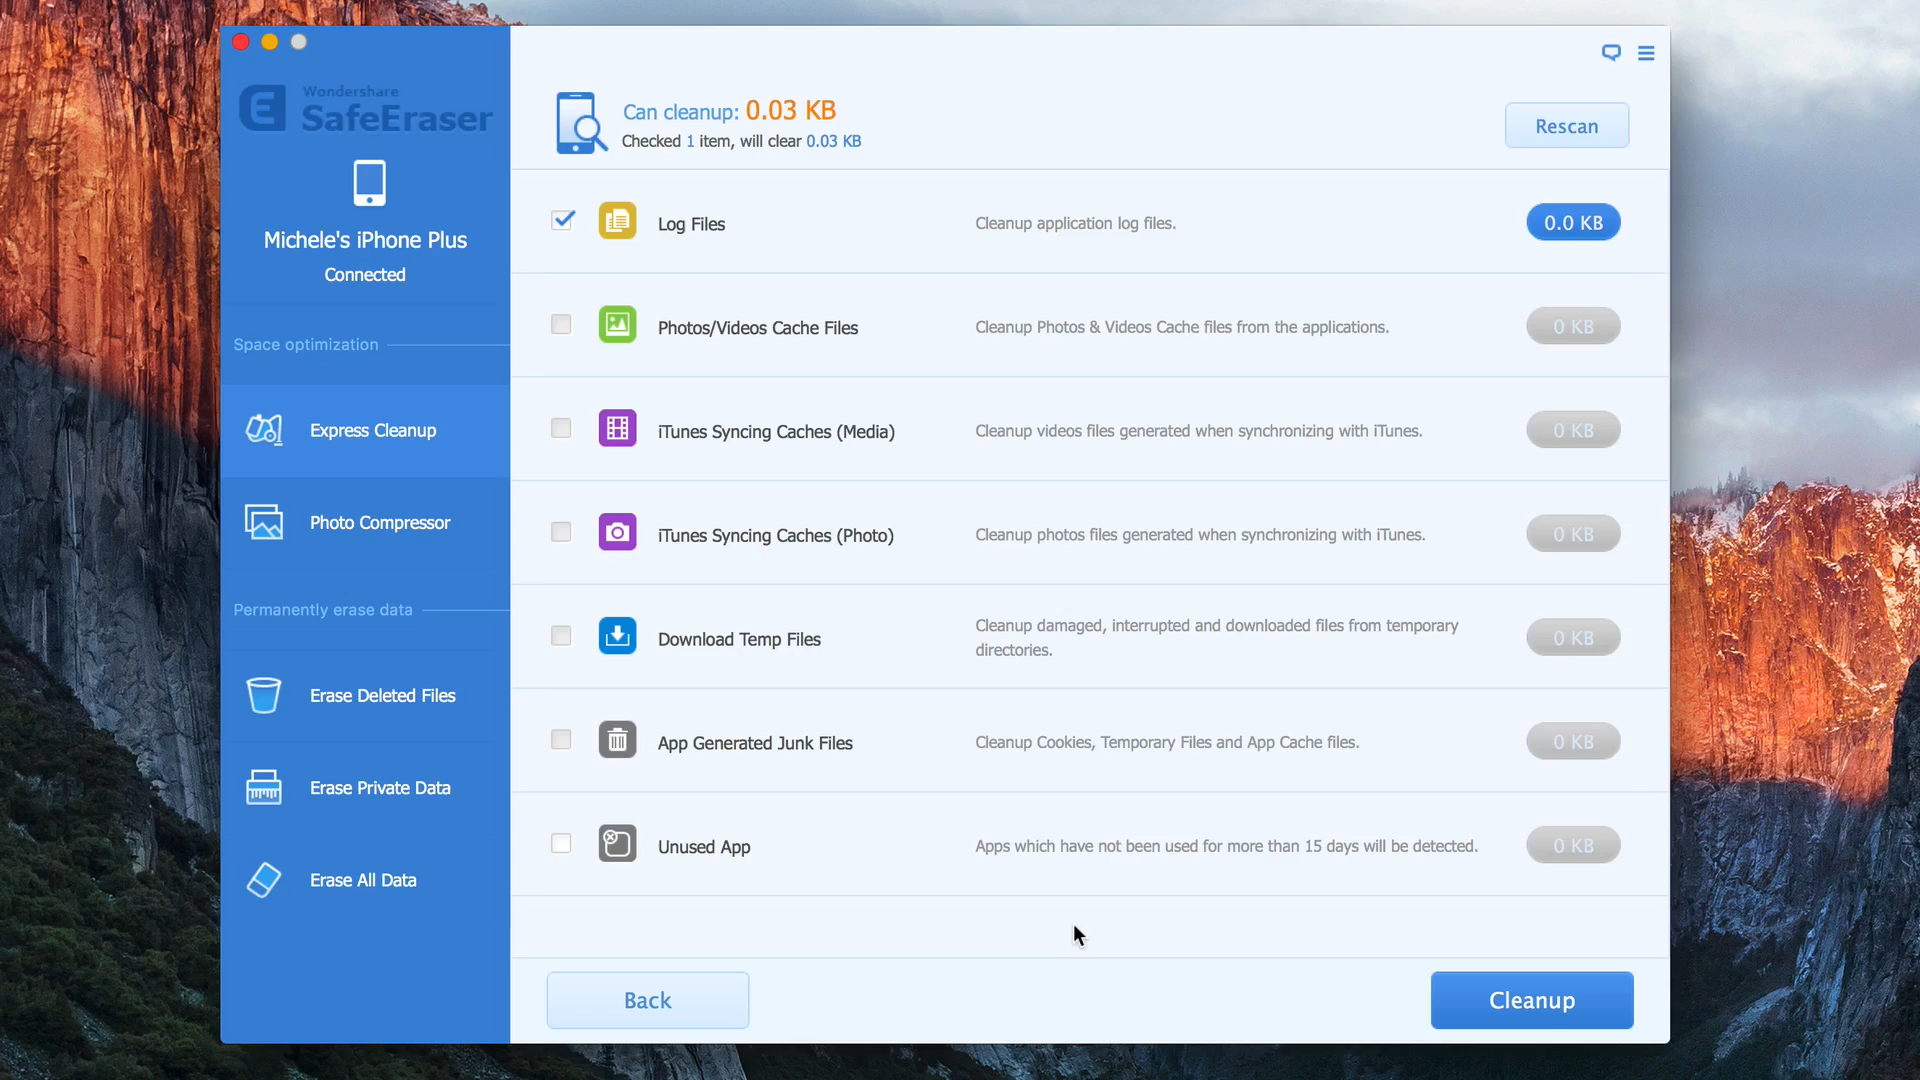 Wondershare
SafeEraser
Michele's iPhone Plus
Connected
Space optimization
Express Cleanup
Photo Compressor
Permanently erase data
Erase Deleted Files
Erase Private Data
Erase All Data
Can cleanup: 0.03 KB
Checked 1 item, will clear 0.03 KB
Rescan
Log Files
Cleanup application log files.
0.0 KB
Photos/Videos Cache Files
Cleanup Photos & Videos Cache files from the applications.
0 KB
iTunes Syncing Caches (Media)
Cleanup videos files generated when synchronizing with iTunes.
0 KB
iTunes Syncing Caches (Photo)
Cleanup photos files generated when synchronizing with iTunes.
0 KB
Download Temp Files
Cleanup damaged, interrupted and downloaded files from temporary
directories.
0 KB
App Generated Junk Files
Cleanup Cookies, Temporary Files and App Cache files.
0 KB
Unused App
Apps which have not been used for more than 15 days will be detected.
0 KB
Back
Cleanup